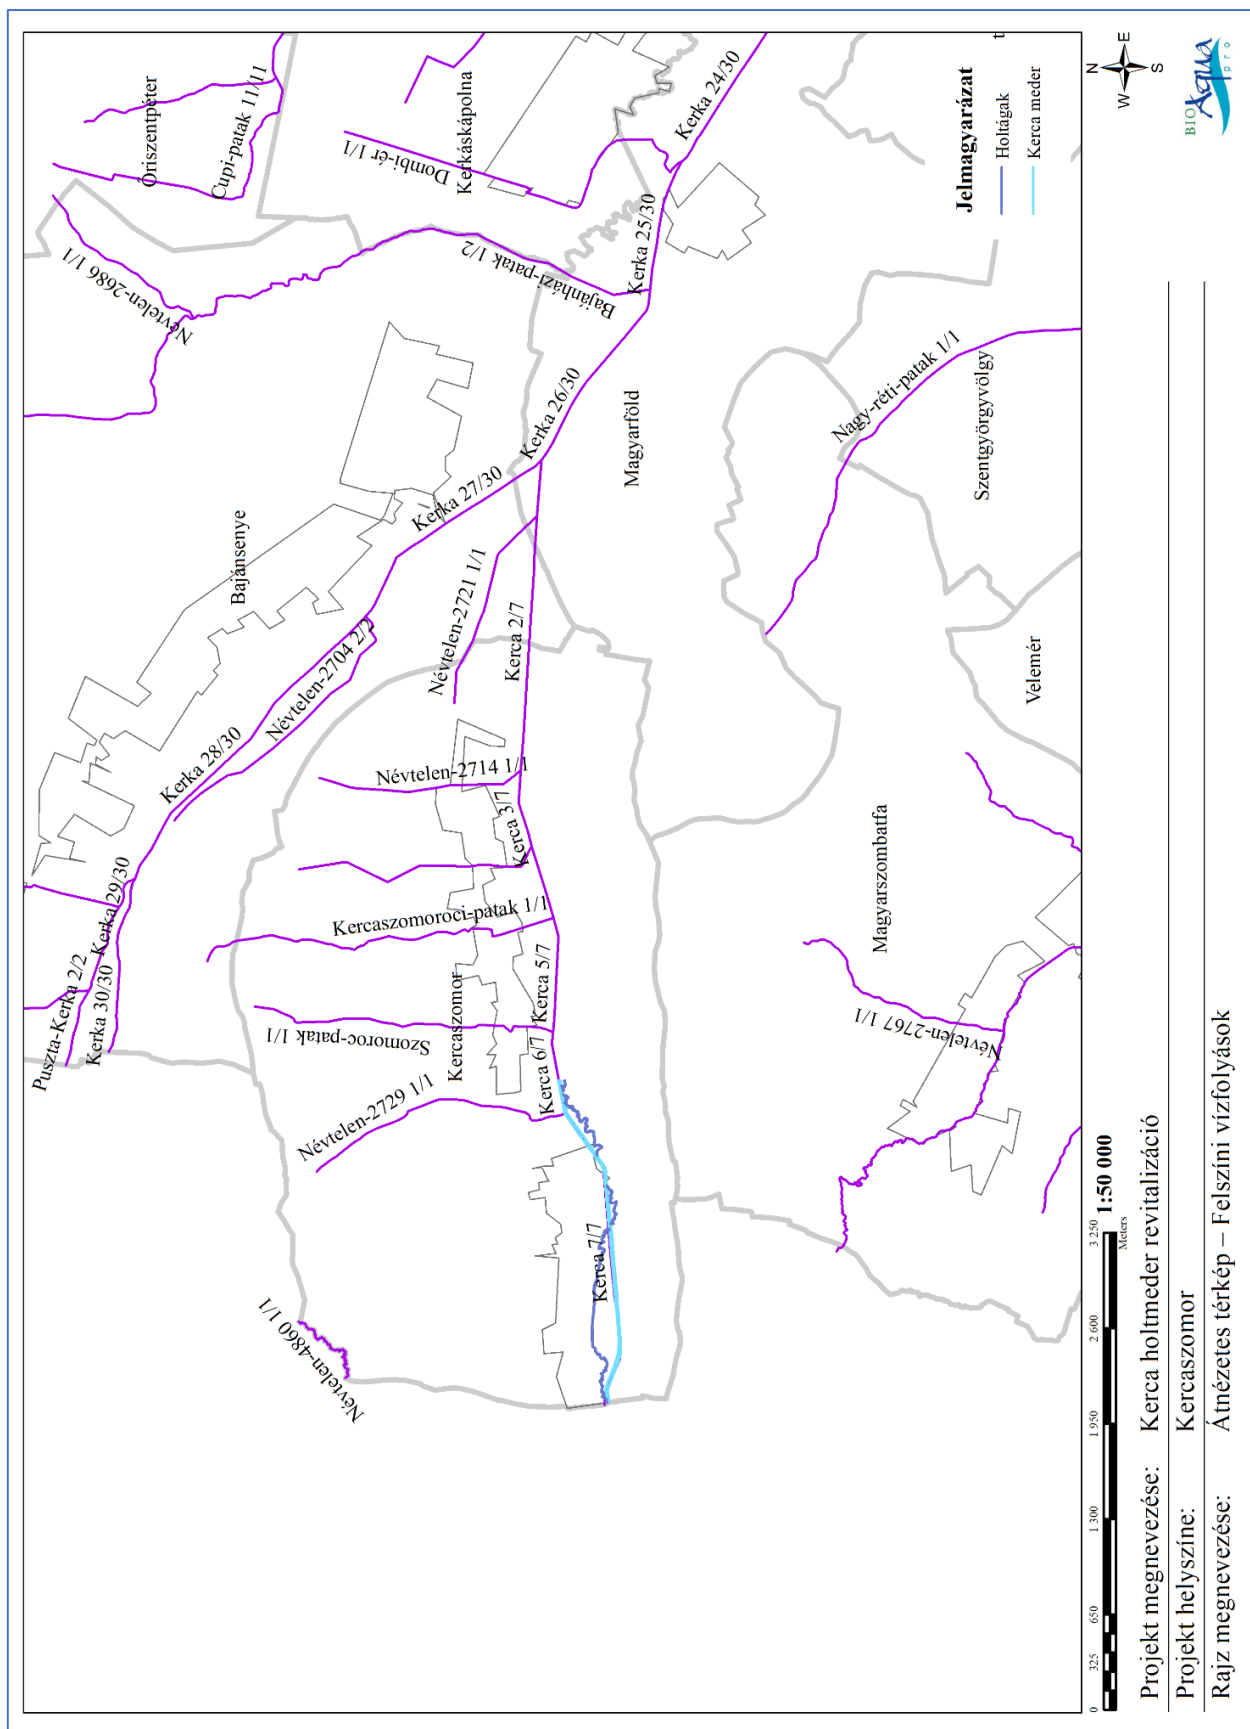 Őriszentpéter
Cupi-patak 11/11
Névtelen-2686 1/1
Dombi-ér 1/1
Kerkáskápolna
Kerka 24/30
Bajánházi-patak 1/2
Kerka 25/30
Bajánsenye
Kerka 26/30
Kerka 27/30
Magyarföld
Névtelen-2721 1/1
Kerca 2/7
Névtelen-2704 2/2
Kerka 28/30
Névtelen-2714 1/1
Kerca 3/7
Kerka 29/30
Kercaszomoroci-patak 1/1
Puszta-Kerka 2/2
Kerka 30/30
Kerca 5/7
Szomoroc-patak 1/1
Kercaszomor
Kerca 6/7
Névtelen-2729 1/1
Kerca 7/7
Névtelen-4860 1/1
Nagy-réti-patak 1/1
Szentgyörgyvölgy
Velemér
Magyarszombatfa
Névtelen-2767 1/1
t
Jelmagyarázat
Holtágak
Kerca meder
N
W E
S
0 325 650 1 300 1 950 2 600 3 250
Meters
1:50 000
Projekt megnevezése: Kerca holtmeder revitalizáció
Projekt helyszíne: Kercaszomor
Rajz megnevezése: Átnézetes térkép – Felszíni vízfolyások
BIO
Aqua
pro